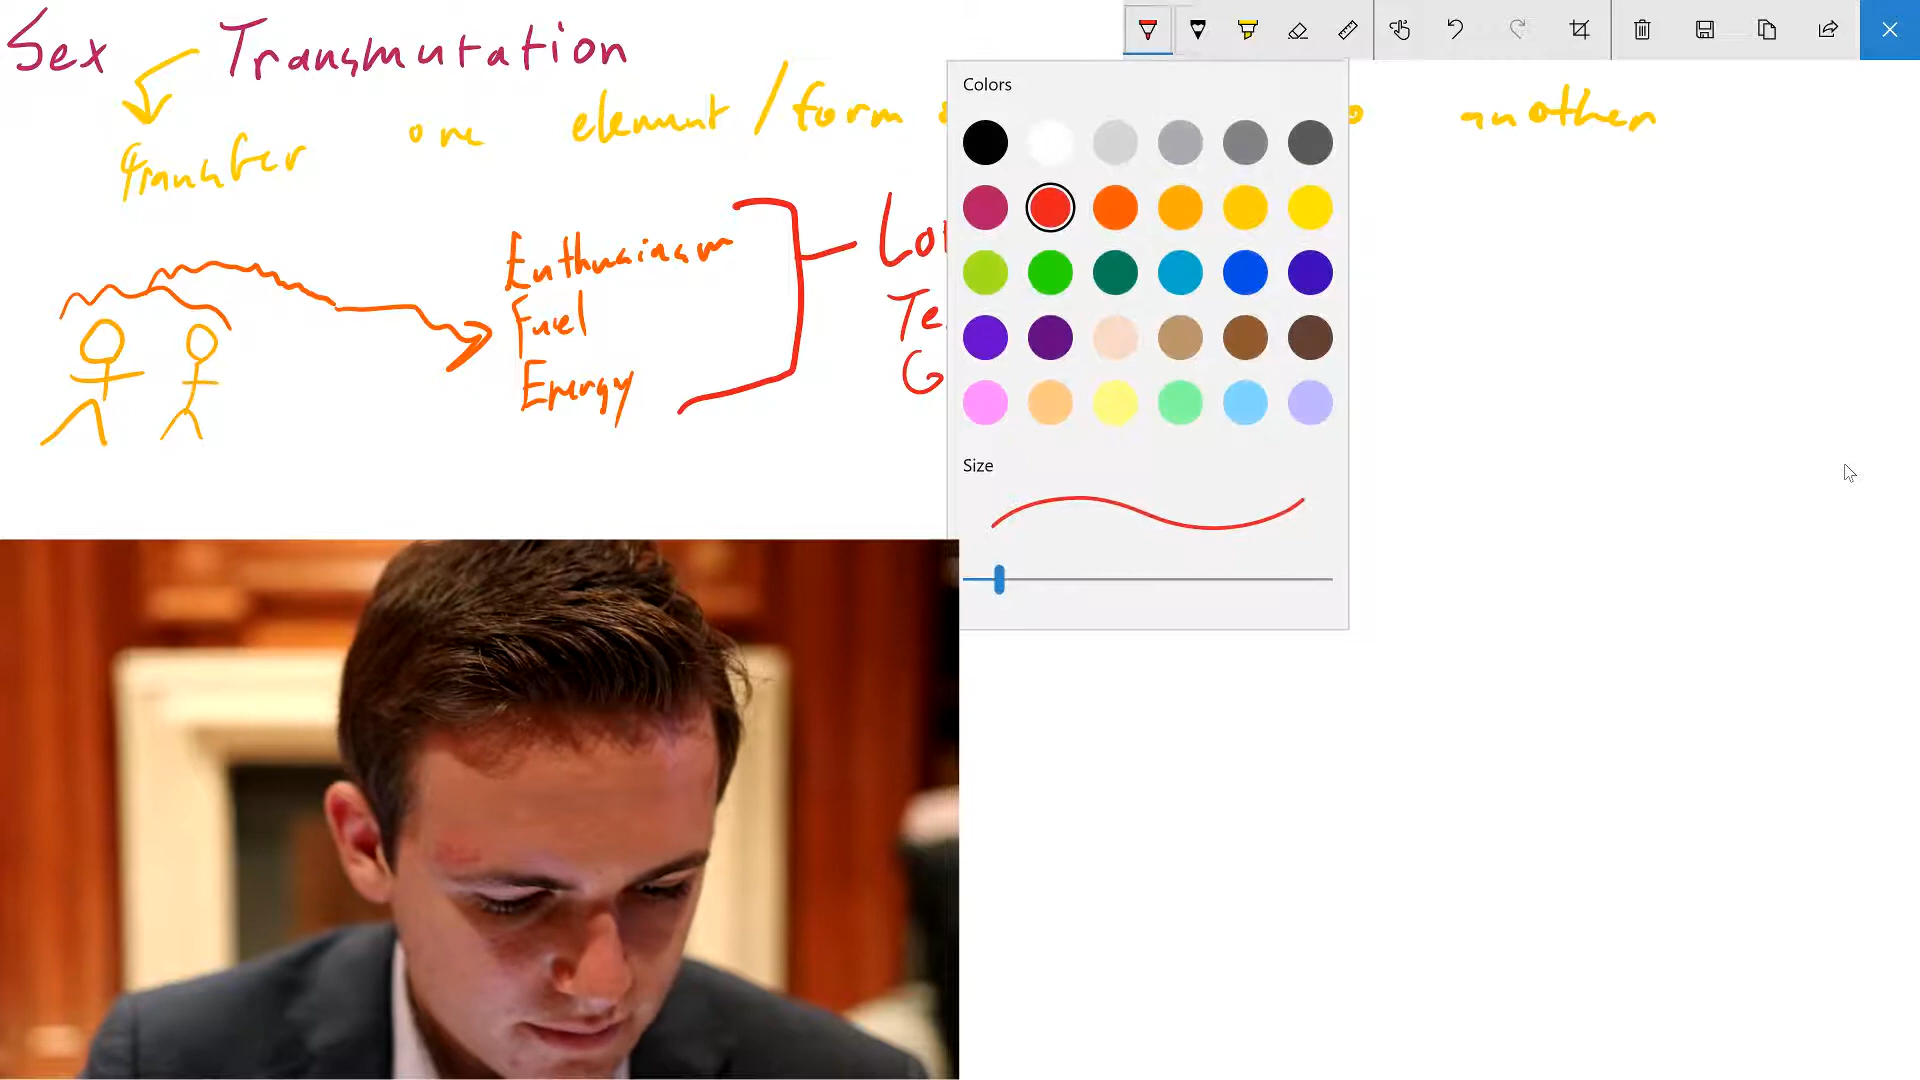 Sex Transmutation
Transfer one element / form another
Enthusiasm
Fuel
Energy
Colors
Size